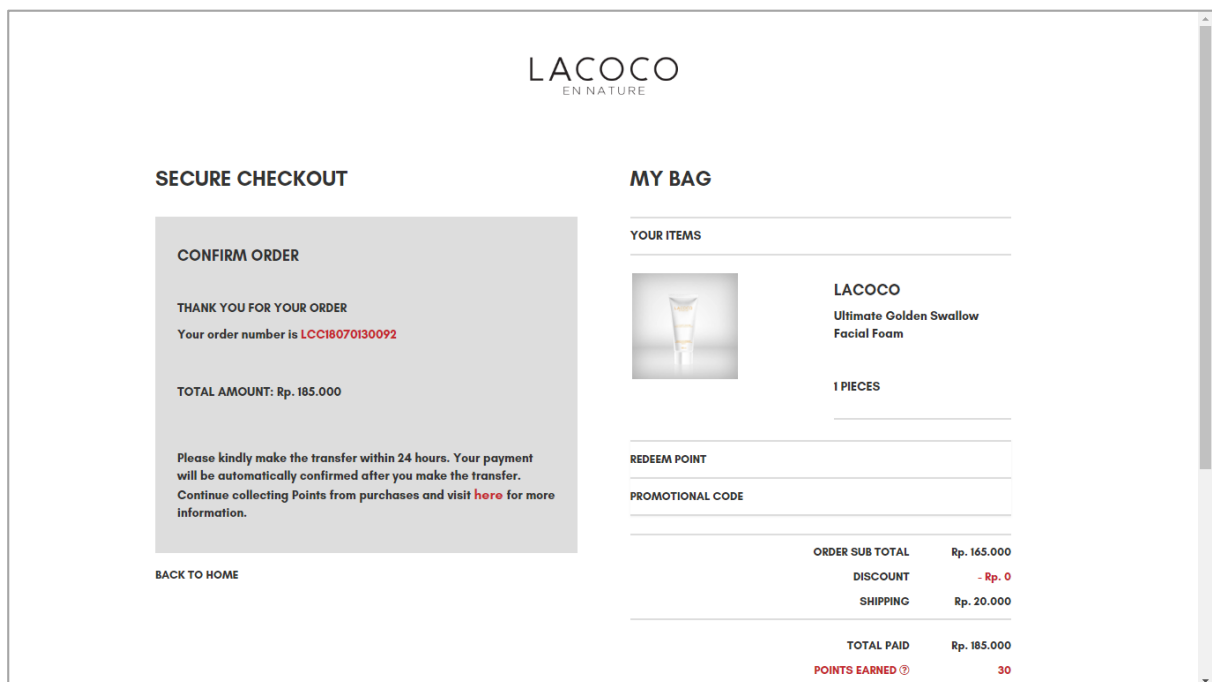 LACOCO
EN NATURE
SECURE CHECKOUT
CONFIRM ORDER
THANK YOU FOR YOUR ORDER
Your order number is LCC18070130092
TOTAL AMOUNT: Rp. 185.000
Please kindly make the transfer within 24 hours. Your payment
will be automatically confirmed after you make the transfer.
Continue collecting Points from purchases and visit here for more
information.
BACK TO HOME
MY BAG
YOUR ITEMS
LACOCO
Ultimate Golden Swallow
Facial Foam
1 PIECES
REDEEM POINT
PROMOTIONAL CODE
ORDER SUB TOTAL Rp. 165.000
DISCOUNT - Rp. 0
SHIPPING Rp. 20.000
TOTAL PAID Rp. 185.000
POINTS EARNED ? 30